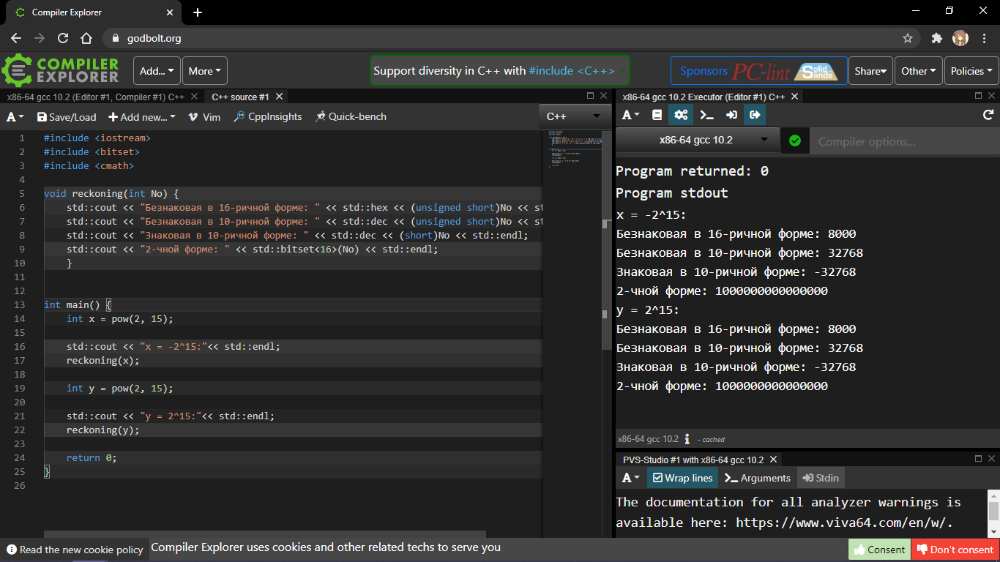 Compiler Explorer
godbolt.org
COMPILER EXPLORER Add... More Support diversity in C++ with #include <C++> Sponsors PC-lint Solid Sands Share Other Policies
x86-64 gcc 10.2 (Editor #1, Compiler #1) C++ C++ source #1
A Save/Load + Add new... Vim CppInsights Quick-bench
C++
1 #include <iostream>
2 #include <bitset>
3 #include <cmath>
4
5 void reckoning(int No) {
6 std::cout << "Безнаковая в 16-ричной форме: " << std::hex << (unsigned short)No << st
7 std::cout << "Безнаковая в 10-ричной форме: " << std::dec << (unsigned short)No << st
8 std::cout << "Знаковая в 10-ричной форме: " << std::dec << (short)No << std::endl;
9 std::cout << "2-чной форме: " << std::bitset<16>(No) << std::endl;
10 }
11
12
13 int main() {
14 int x = pow(2, 15);
15
16 std::cout << "x = -2^15:"<< std::endl;
17 reckoning(x);
18
19 int y = pow(2, 15);
20
21 std::cout << "y = 2^15:"<< std::endl;
22 reckoning(y);
23
24 return 0;
25 }
26
x86-64 gcc 10.2 Executor (Editor #1) C++
A
x86-64 gcc 10.2 Compiler options...
Program returned: 0
Program stdout
x = -2^15:
Безнаковая в 16-ричной форме: 8000
Безнаковая в 10-ричной форме: 32768
Знаковая в 10-ричной форме: -32768
2-чной форме: 1000000000000000
y = 2^15:
Безнаковая в 16-ричной форме: 8000
Безнаковая в 10-ричной форме: 32768
Знаковая в 10-ричной форме: -32768
2-чной форме: 1000000000000000
x86-64 gcc 10.2 i - cached
PVS-Studio #1 with x86-64 gcc 10.2
A Wrap lines Arguments Stdin
The documentation for all analyzer warnings is
available here: https://www.viva64.com/en/w/.
Read the new cookie policy Compiler Explorer uses cookies and other related techs to serve you Consent Don't consent